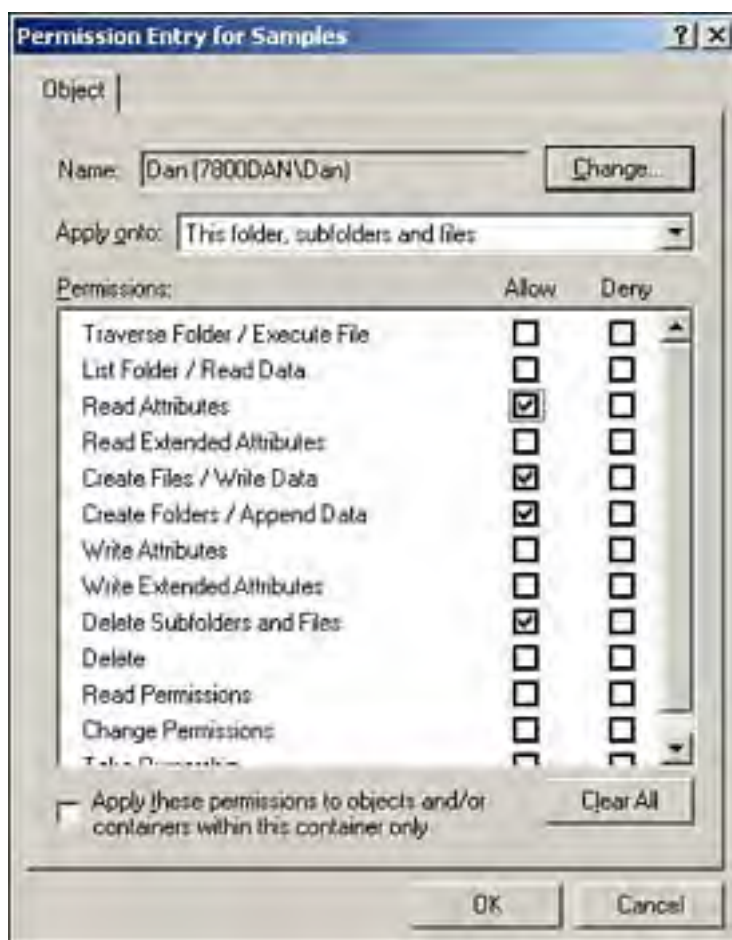 Permission Entry for Samples
Object
Name: Dan (7800DAN\Dan)
Change...
Apply onto: This folder, subfolders and files
Permissions: Allow Deny
Traverse Folder / Execute File
List Folder / Read Data
Read Attributes
Read Extended Attributes
Create Files / Write Data
Create Folders / Append Data
Write Attributes
Write Extended Attributes
Delete Subfolders and Files
Delete
Read Permissions
Change Permissions
Take Ownership
Apply these permissions to objects and/or
containers within this container only
Clear All
OK Cancel